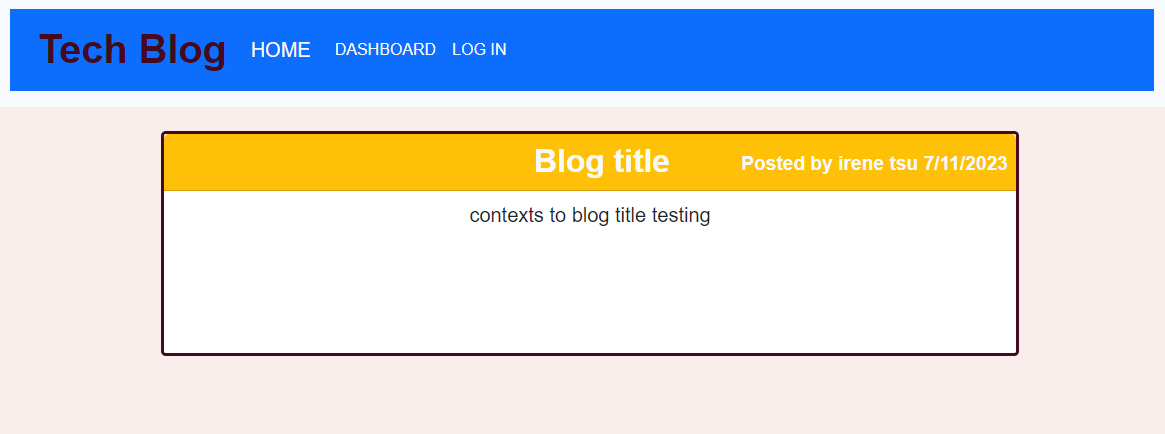 Tech Blog HOME DASHBOARD LOG IN
Blog title Posted by irene tsu 7/11/2023
contexts to blog title testing